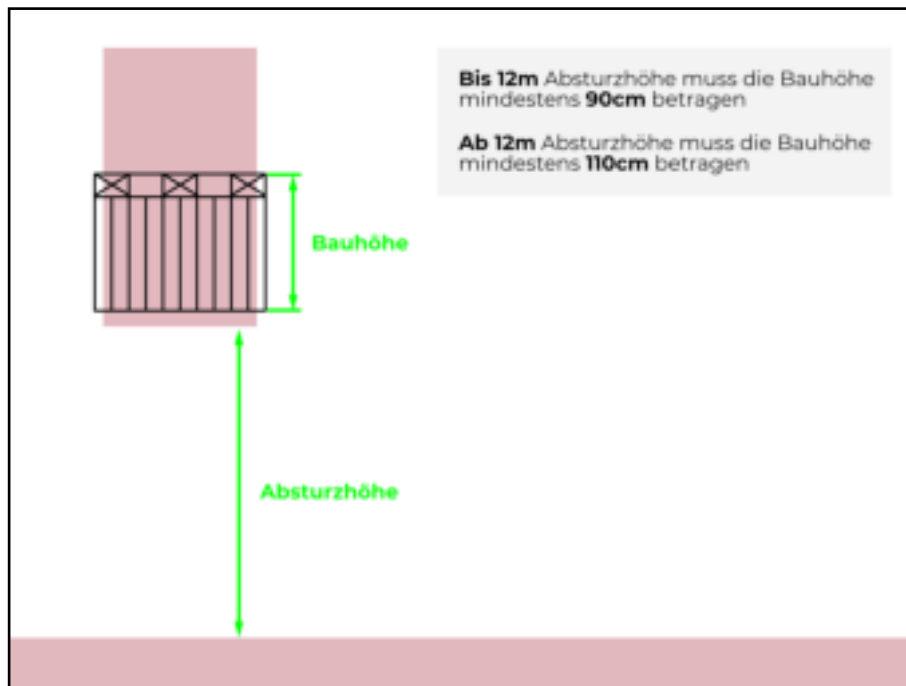 Bis 12m Absturzhöhe muss die Bauhöhe
mindestens 90cm betragen
Ab 12m Absturzhöhe muss die Bauhöhe
mindestens 110cm betragen
Bauhöhe
Absturzhöhe